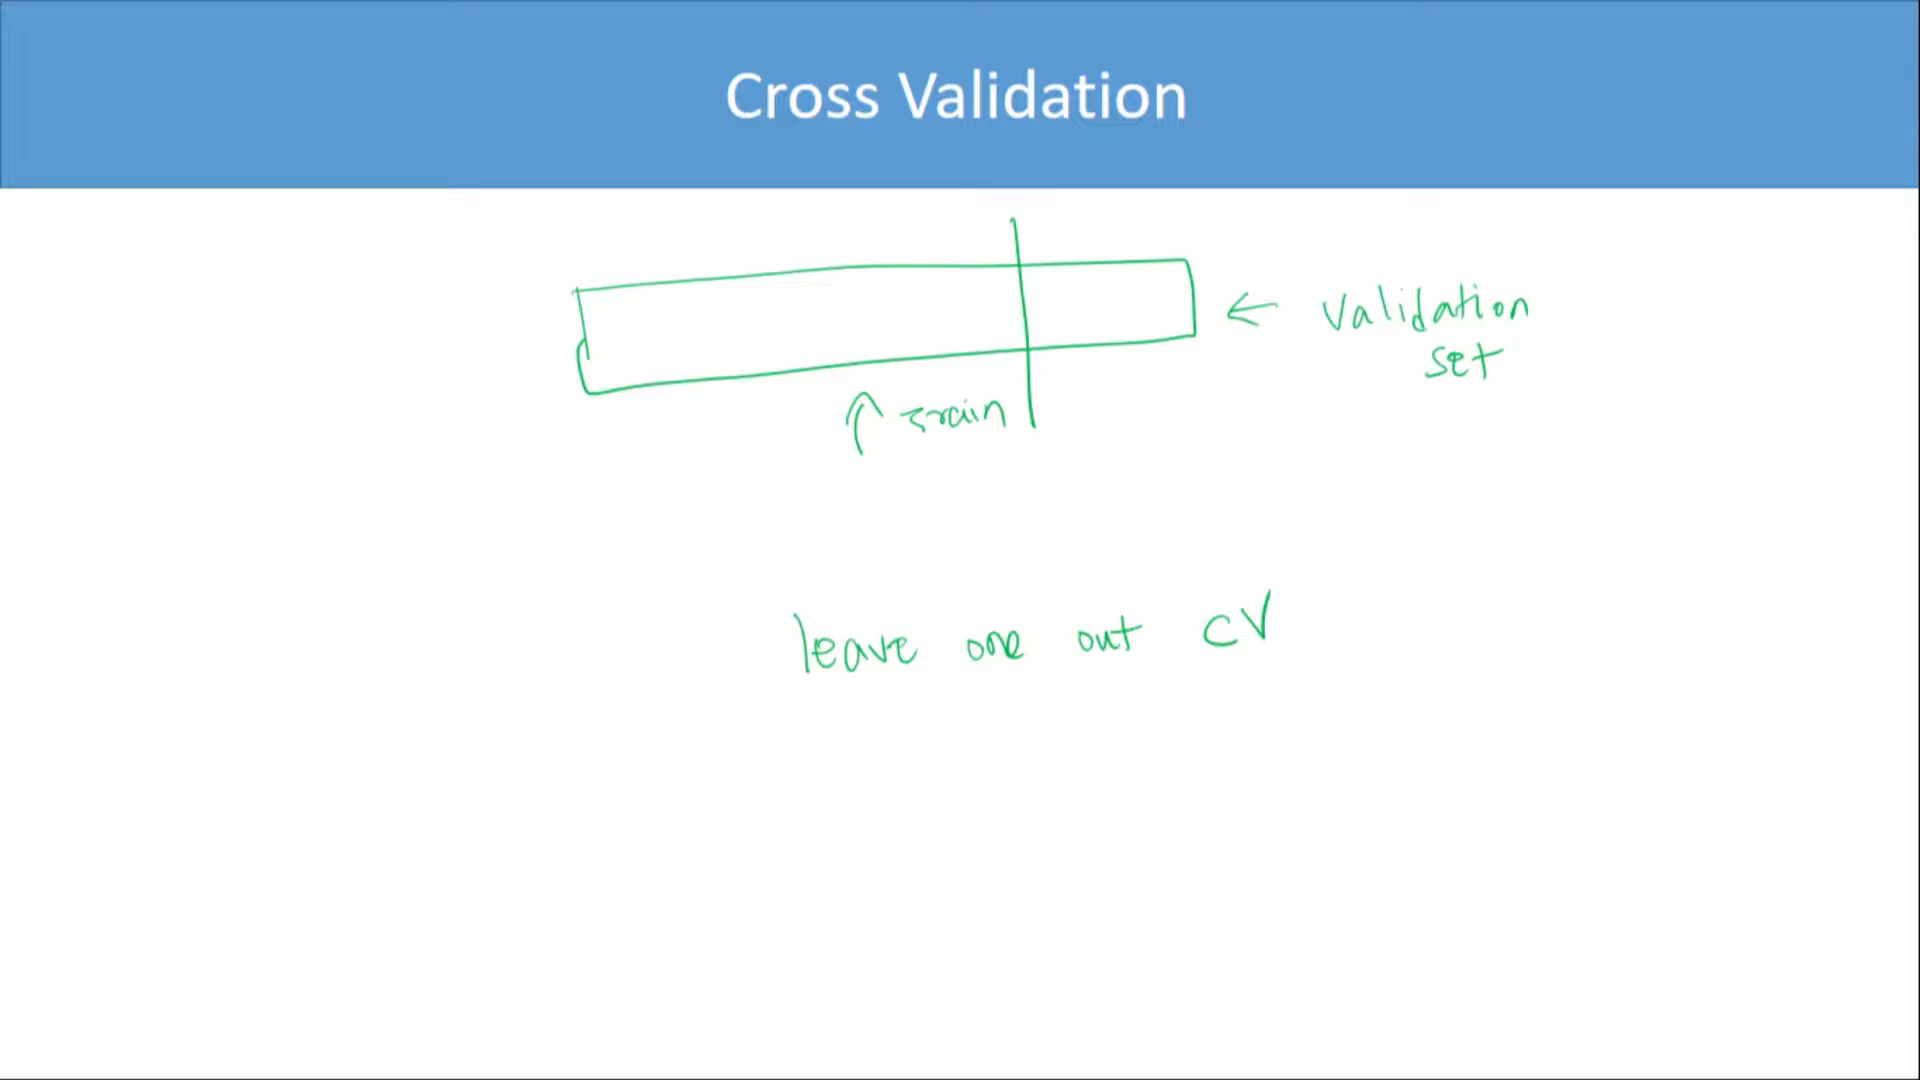 Cross Validation
← Validation
set
↑ train
leave one out CV